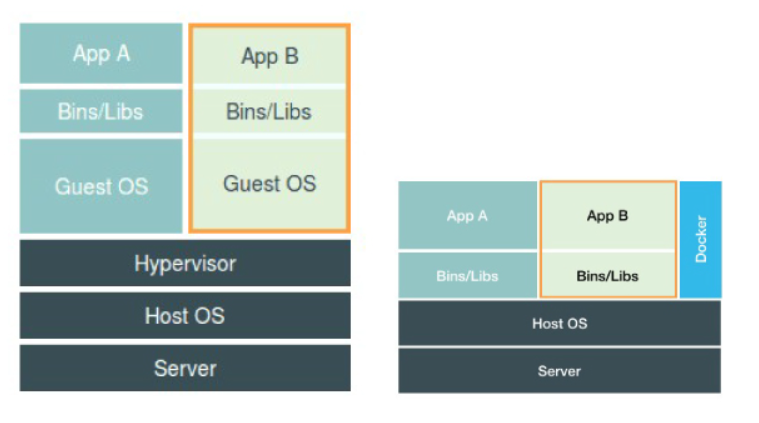 App A
App B
Bins/Libs
Bins/Libs
Guest OS
Guest OS
Hypervisor
Host OS
Server
App A
App B
Docker
Bins/Libs
Bins/Libs
Host OS
Server